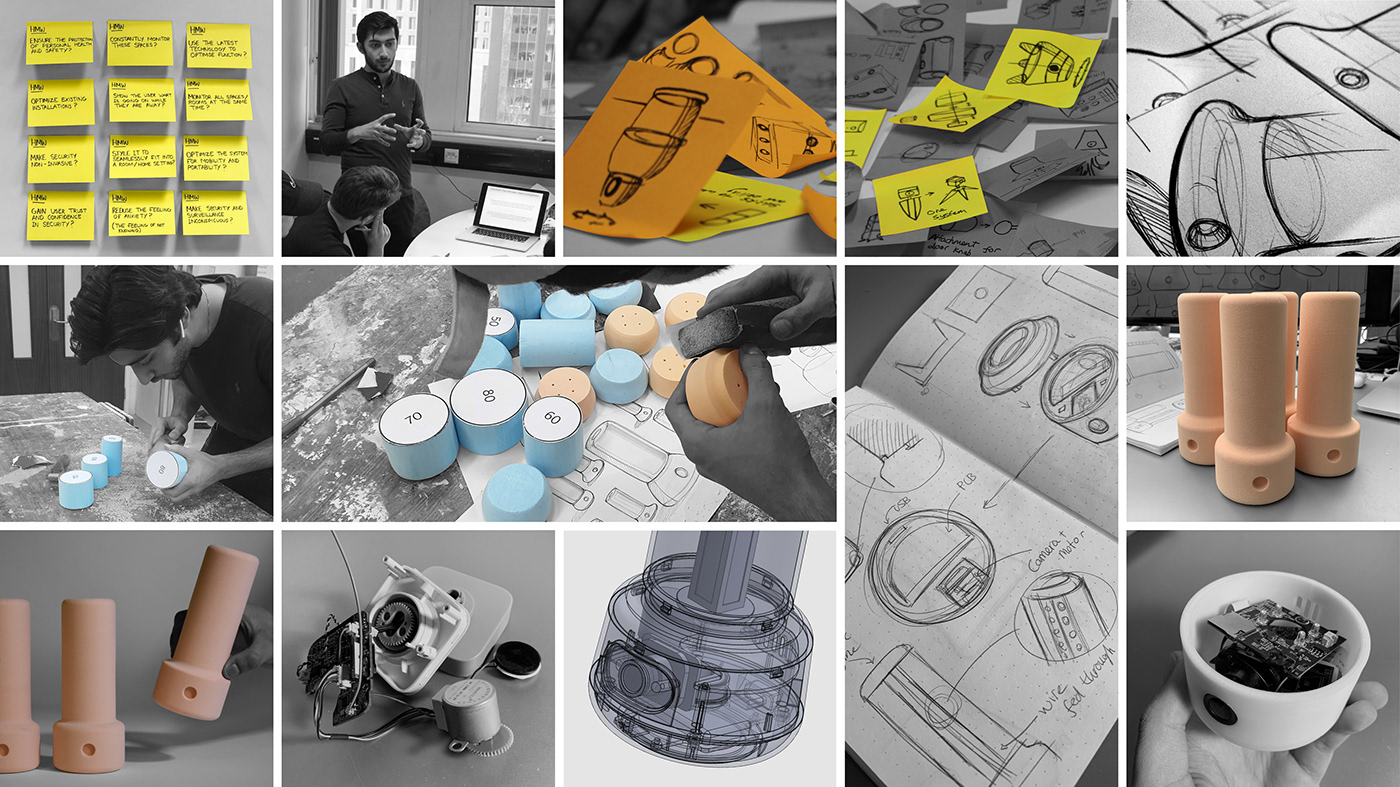 HMW
ENSURE THE PROTECTION
OF PERSONAL HEALTH
AND SAFETY?
HMW
CONSTANTLY MONITOR
THESE SPACES?
HMW
USE THE LATEST
TECHNOLOGY TO
OPTIMISE FUNCTION?
HMW
OPTIMIZE EXISTING
INSTALLATIONS?
HMW
SHOW THE USER WHAT
IS GOING ON WHILE
THEY ARE AWAY?
HMW
MONITOR ALL SPACES/
ROOMS AT THE SAME
TIME?
HMW
MAKE SECURITY
NON-INVASIVE?
HMW
STYLE IT TO
SEAMLESSLY FIT INTO
A ROOM/HOME SETTING?
HMW
OPTIMIZE THE SYSTEM
FOR MOBILITY AND
PORTABILITY?
HMW
GAIN USER TRUST
AND CONFIDENCE
IN SECURITY?
HMW
REDUSE THE FEELING
OF ANXIETY?
(THE FEELING OF NOT
KNOWING)
HMW
MAKE SECURITY AND
SURVEILLANCE
INCONSPICUOUS?
System
One
System
Attachment for
door knob
60
50
70
80
60
USB
PCB
Camera +
motor
wire
fed through